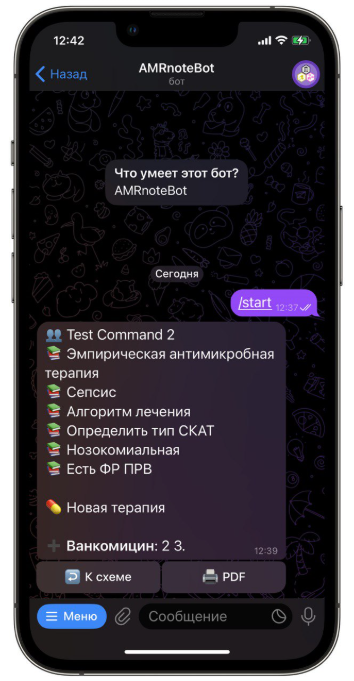 12:42
Назад
AMRnoteBot
бот
Что умеет этот бот?
AMRnoteBot
Сегодня
/start 12:37
Test Command 2
Эмпирическая антимикробная
терапия
Сепсис
Алгоритм лечения
Определить тип СКАТ
Нозокомиальная
Есть ФР ПРВ
Новая терапия
Ванкомицин: 2 З.
12:39
К схеме
PDF
Меню
Сообщение